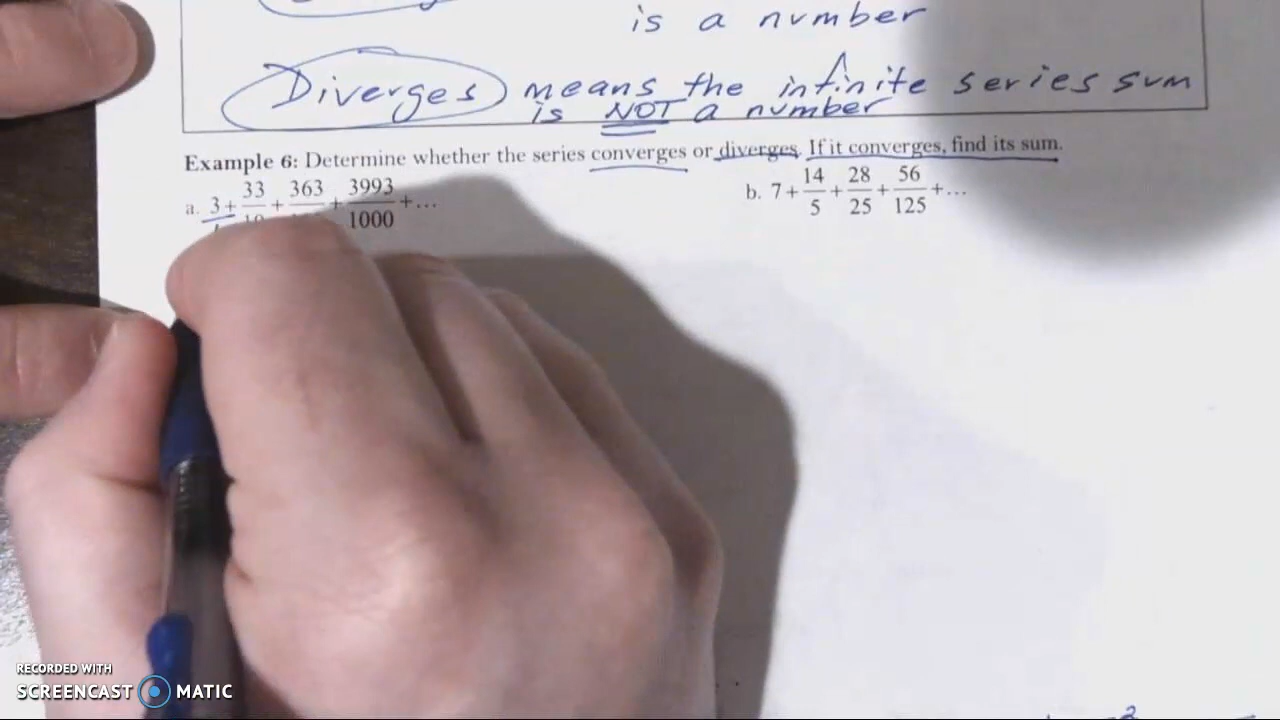 is a number
Diverges means the infinite series sum
is NOT a number
Example 6: Determine whether the series converges or diverges. If it converges, find its sum.
a. 3 + 33/10 + 363/ + 3993/1000 + ...
b. 7 + 14/5 + 28/25 + 56/125 + ...
RECORDED WITH
SCREENCAST MATIC